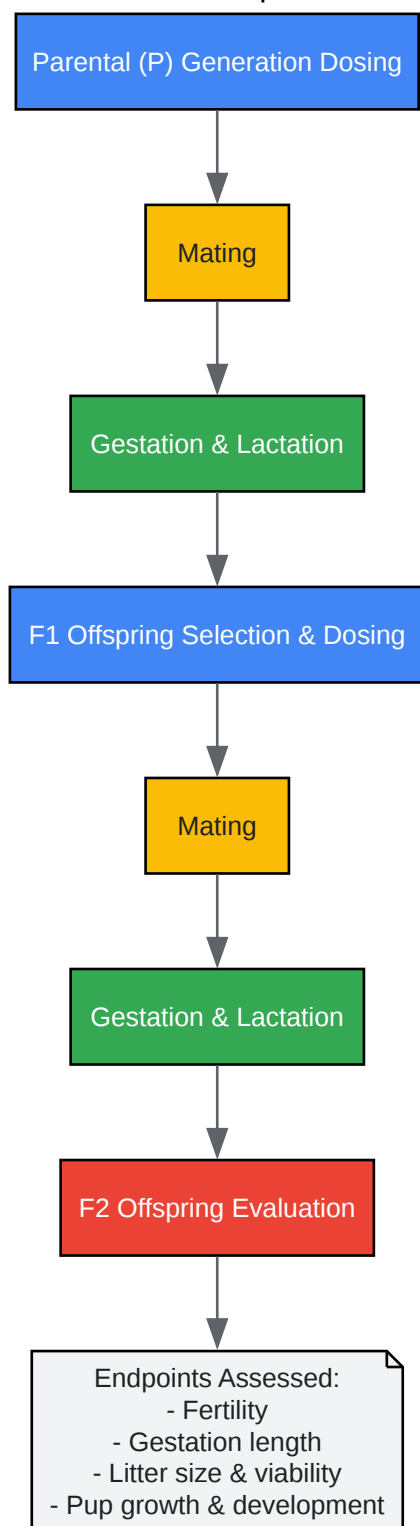 Parental (P) Generation Dosing
Mating
Gestation & Lactation
F1 Offspring Selection & Dosing
Mating
Gestation & Lactation
F2 Offspring Evaluation
Endpoints Assessed:
- Fertility
- Gestation length
- Litter size & viability
- Pup growth & development